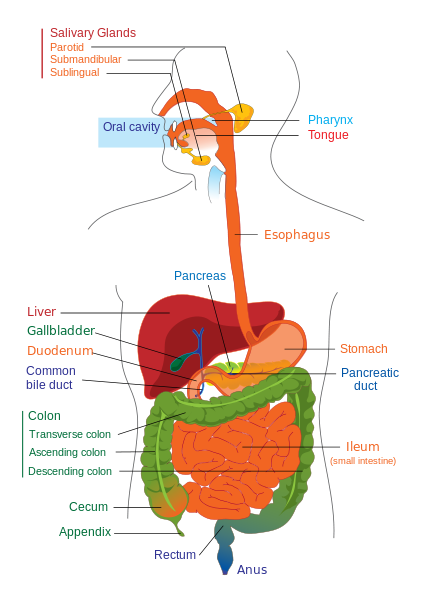 Salivary Glands
Parotid
Submandibular
Sublingual
Oral cavity
Pharynx
Tongue
Esophagus
Pancreas
Liver
Gallbladder
Duodenum
Common
bile duct
Stomach
Pancreatic
duct
Colon
Transverse colon
Ascending colon
Descending colon
Ileum
(small intestine)
Cecum
Appendix
Rectum
Anus